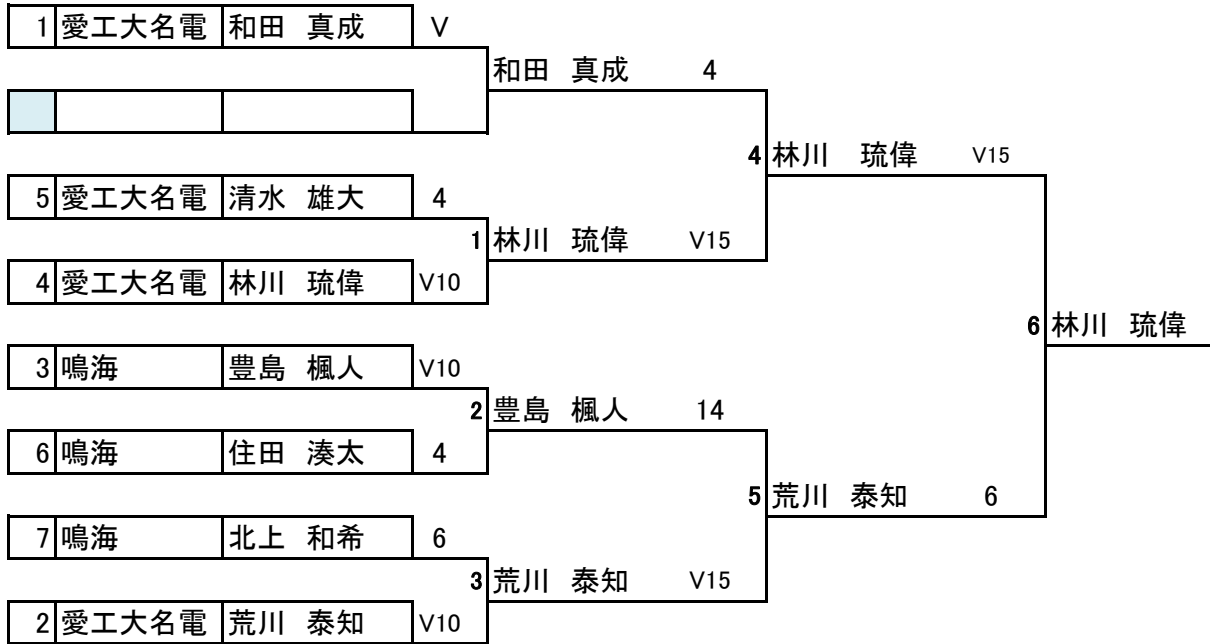 1 愛工大名電 和田 真成 V
和田 真成 4
4 林川 琉偉 V15
5 愛工大名電 清水 雄大 4
1 林川 琉偉 V15
4 愛工大名電 林川 琉偉 V10
6 林川 琉偉
3 鳴海 豊島 楓人 V10
2 豊島 楓人 14
6 鳴海 住田 湊太 4
5 荒川 泰知 6
7 鳴海 北上 和希 6
3 荒川 泰知 V15
2 愛工大名電 荒川 泰知 V10